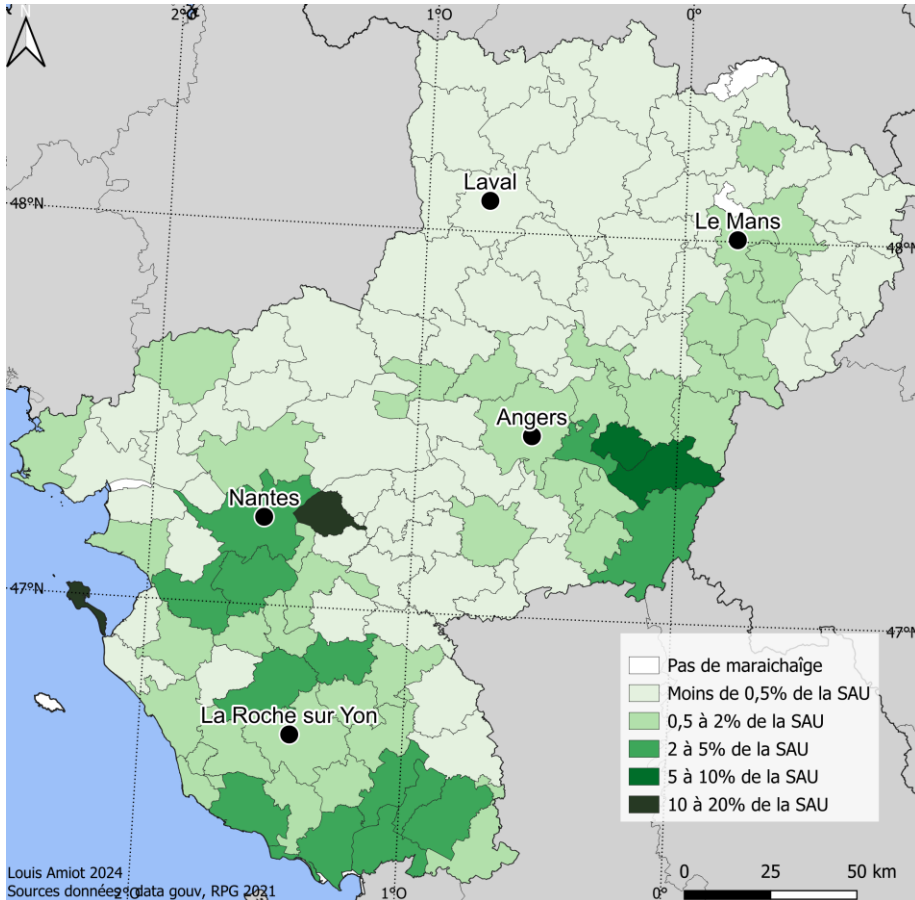 N
2°O
1°O
0°
Laval
48°N
Le Mans
48°N
Angers
Nantes
47°N
47°N
Pas de maraichaîge
Moins de 0,5% de la SAU
0,5 à 2% de la SAU
La Roche sur Yon
2 à 5% de la SAU
5 à 10% de la SAU
10 à 20% de la SAU
Louis Amiot 2024
0 25 50 km
Sources données : data gouv, RPG 2021
2°O
1°O
0°